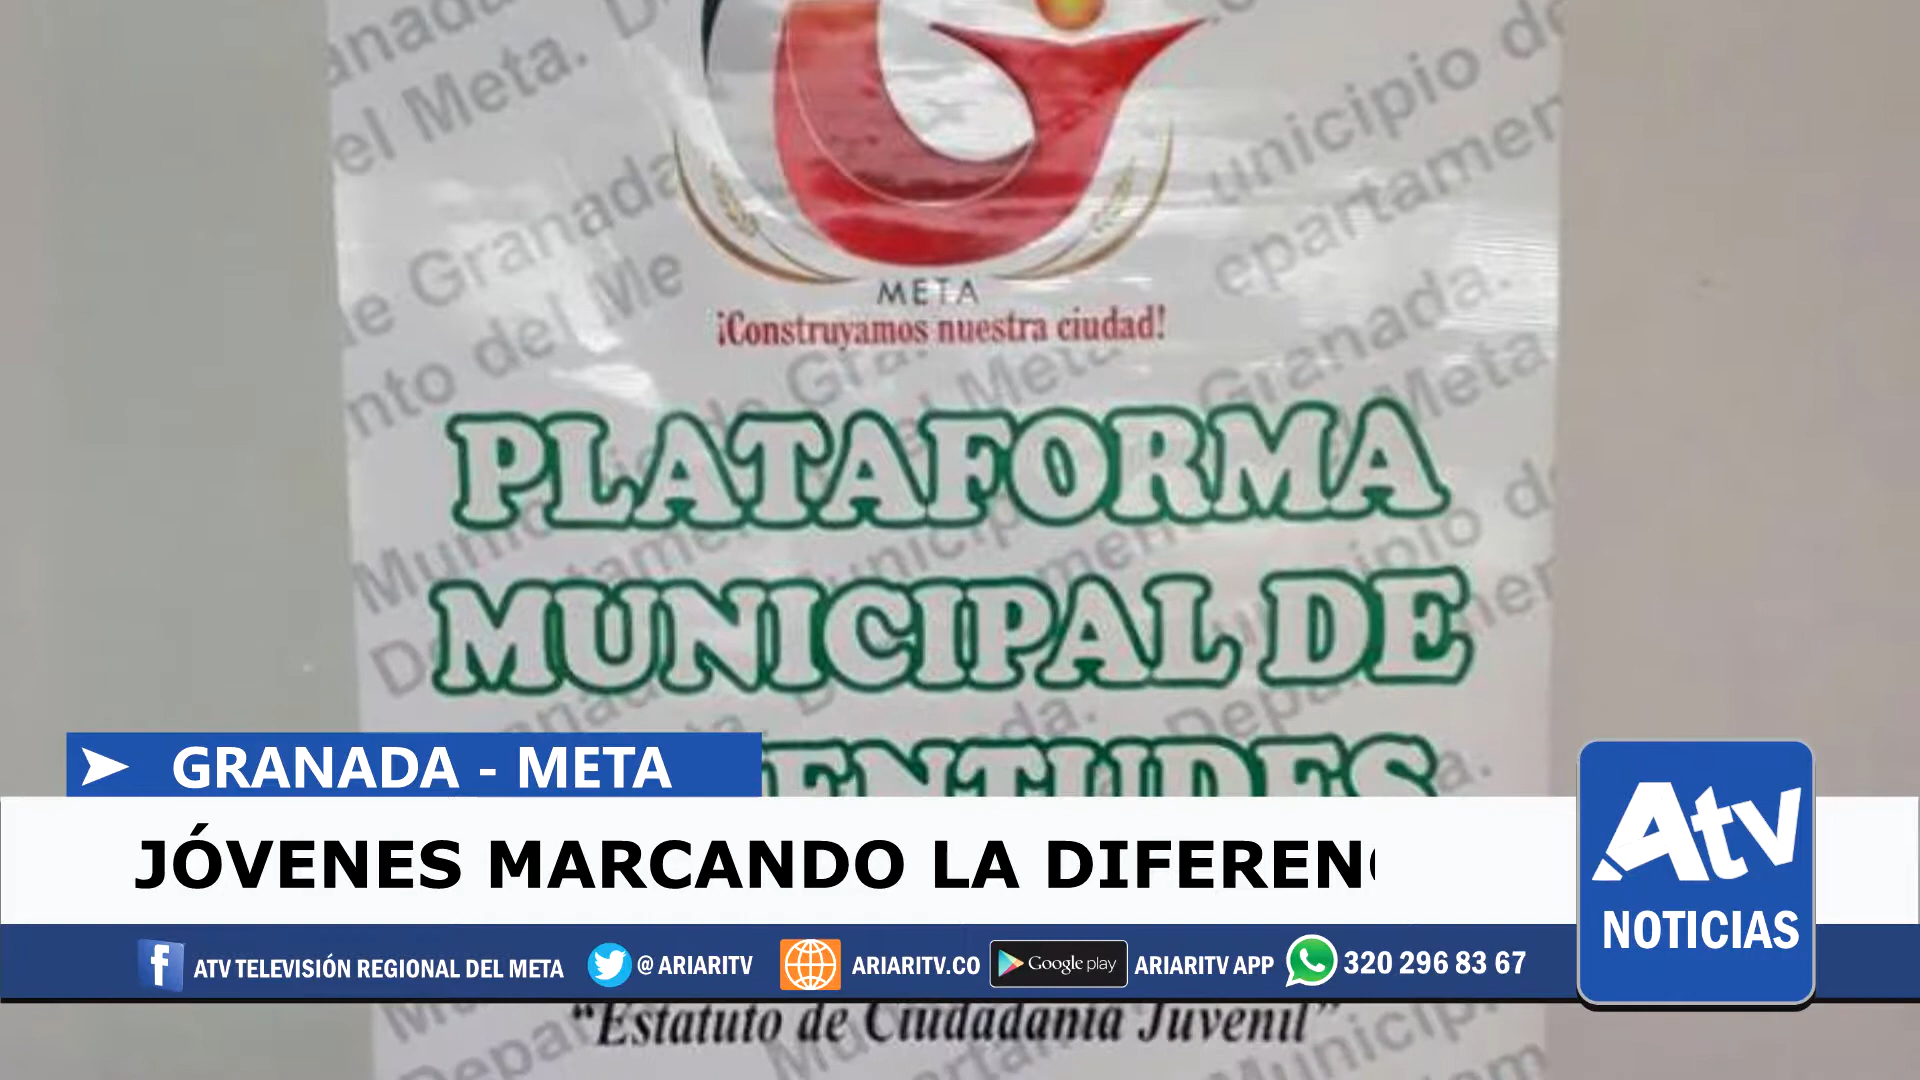 META
¡Construyamos nuestra ciudad!
PLATAFORMA
MUNICIPAL DE
GRANADA - META
JÓVENES MARCANDO LA DIFEREN
Atv
NOTICIAS
ATV TELEVISIÓN REGIONAL DEL META
@ ARIARITV
ARIARITV.CO
Google play
ARIARITV APP
320 296 83 67
“Estatuto de Ciudadanía Juvenil”